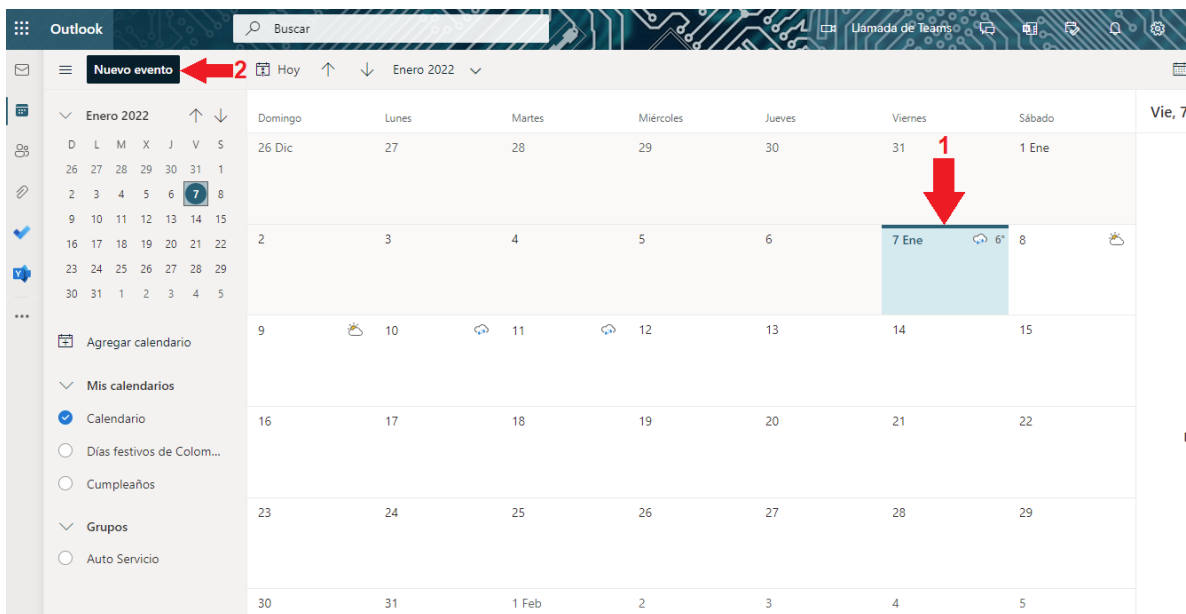 Outlook
Buscar
Llamada de Teams
Nuevo evento
2
Hoy
Enero 2022
Enero 2022
D L M X J V S
26 27 28 29 30 31 1
2 3 4 5 6 7 8
9 10 11 12 13 14 15
16 17 18 19 20 21 22
23 24 25 26 27 28 29
30 31 1 2 3 4 5
Agregar calendario
Mis calendarios
Calendario
Días festivos de Colom...
Cumpleaños
Grupos
Auto Servicio
Domingo Lunes Martes Miércoles Jueves Viernes Sábado
26 Dic 27 28 29 30 31 1 Ene
1
2 3 4 5 6 7 Ene 6° 8
9 10 11 12 13 14 15
16 17 18 19 20 21 22
23 24 25 26 27 28 29
30 31 1 Feb 2 3 4 5
Vie, 7